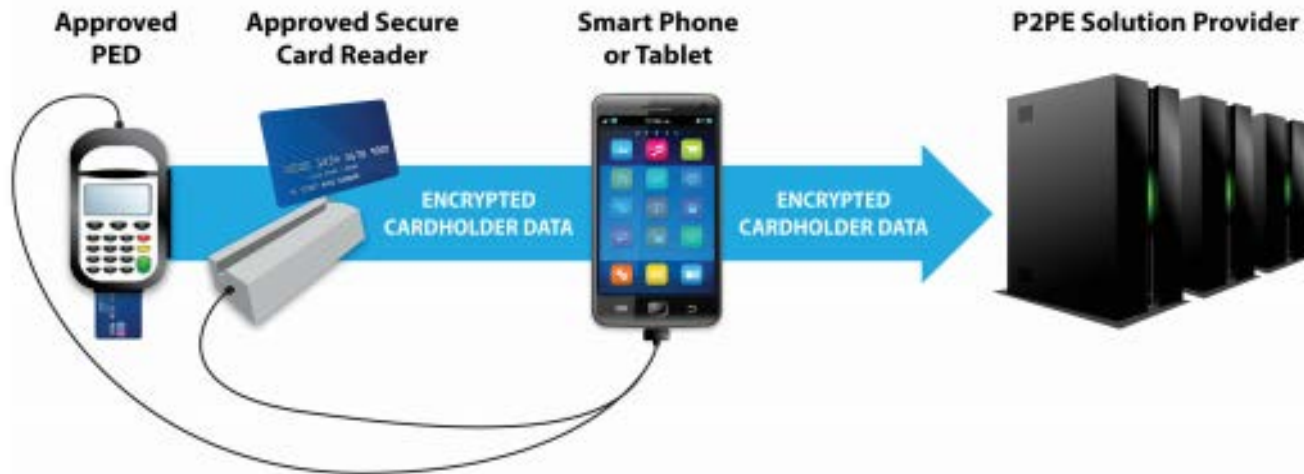 Approved
PED
Approved Secure
Card Reader
Smart Phone
or Tablet
P2PE Solution Provider
ENCRYPTED
CARDHOLDER DATA
ENCRYPTED
CARDHOLDER DATA